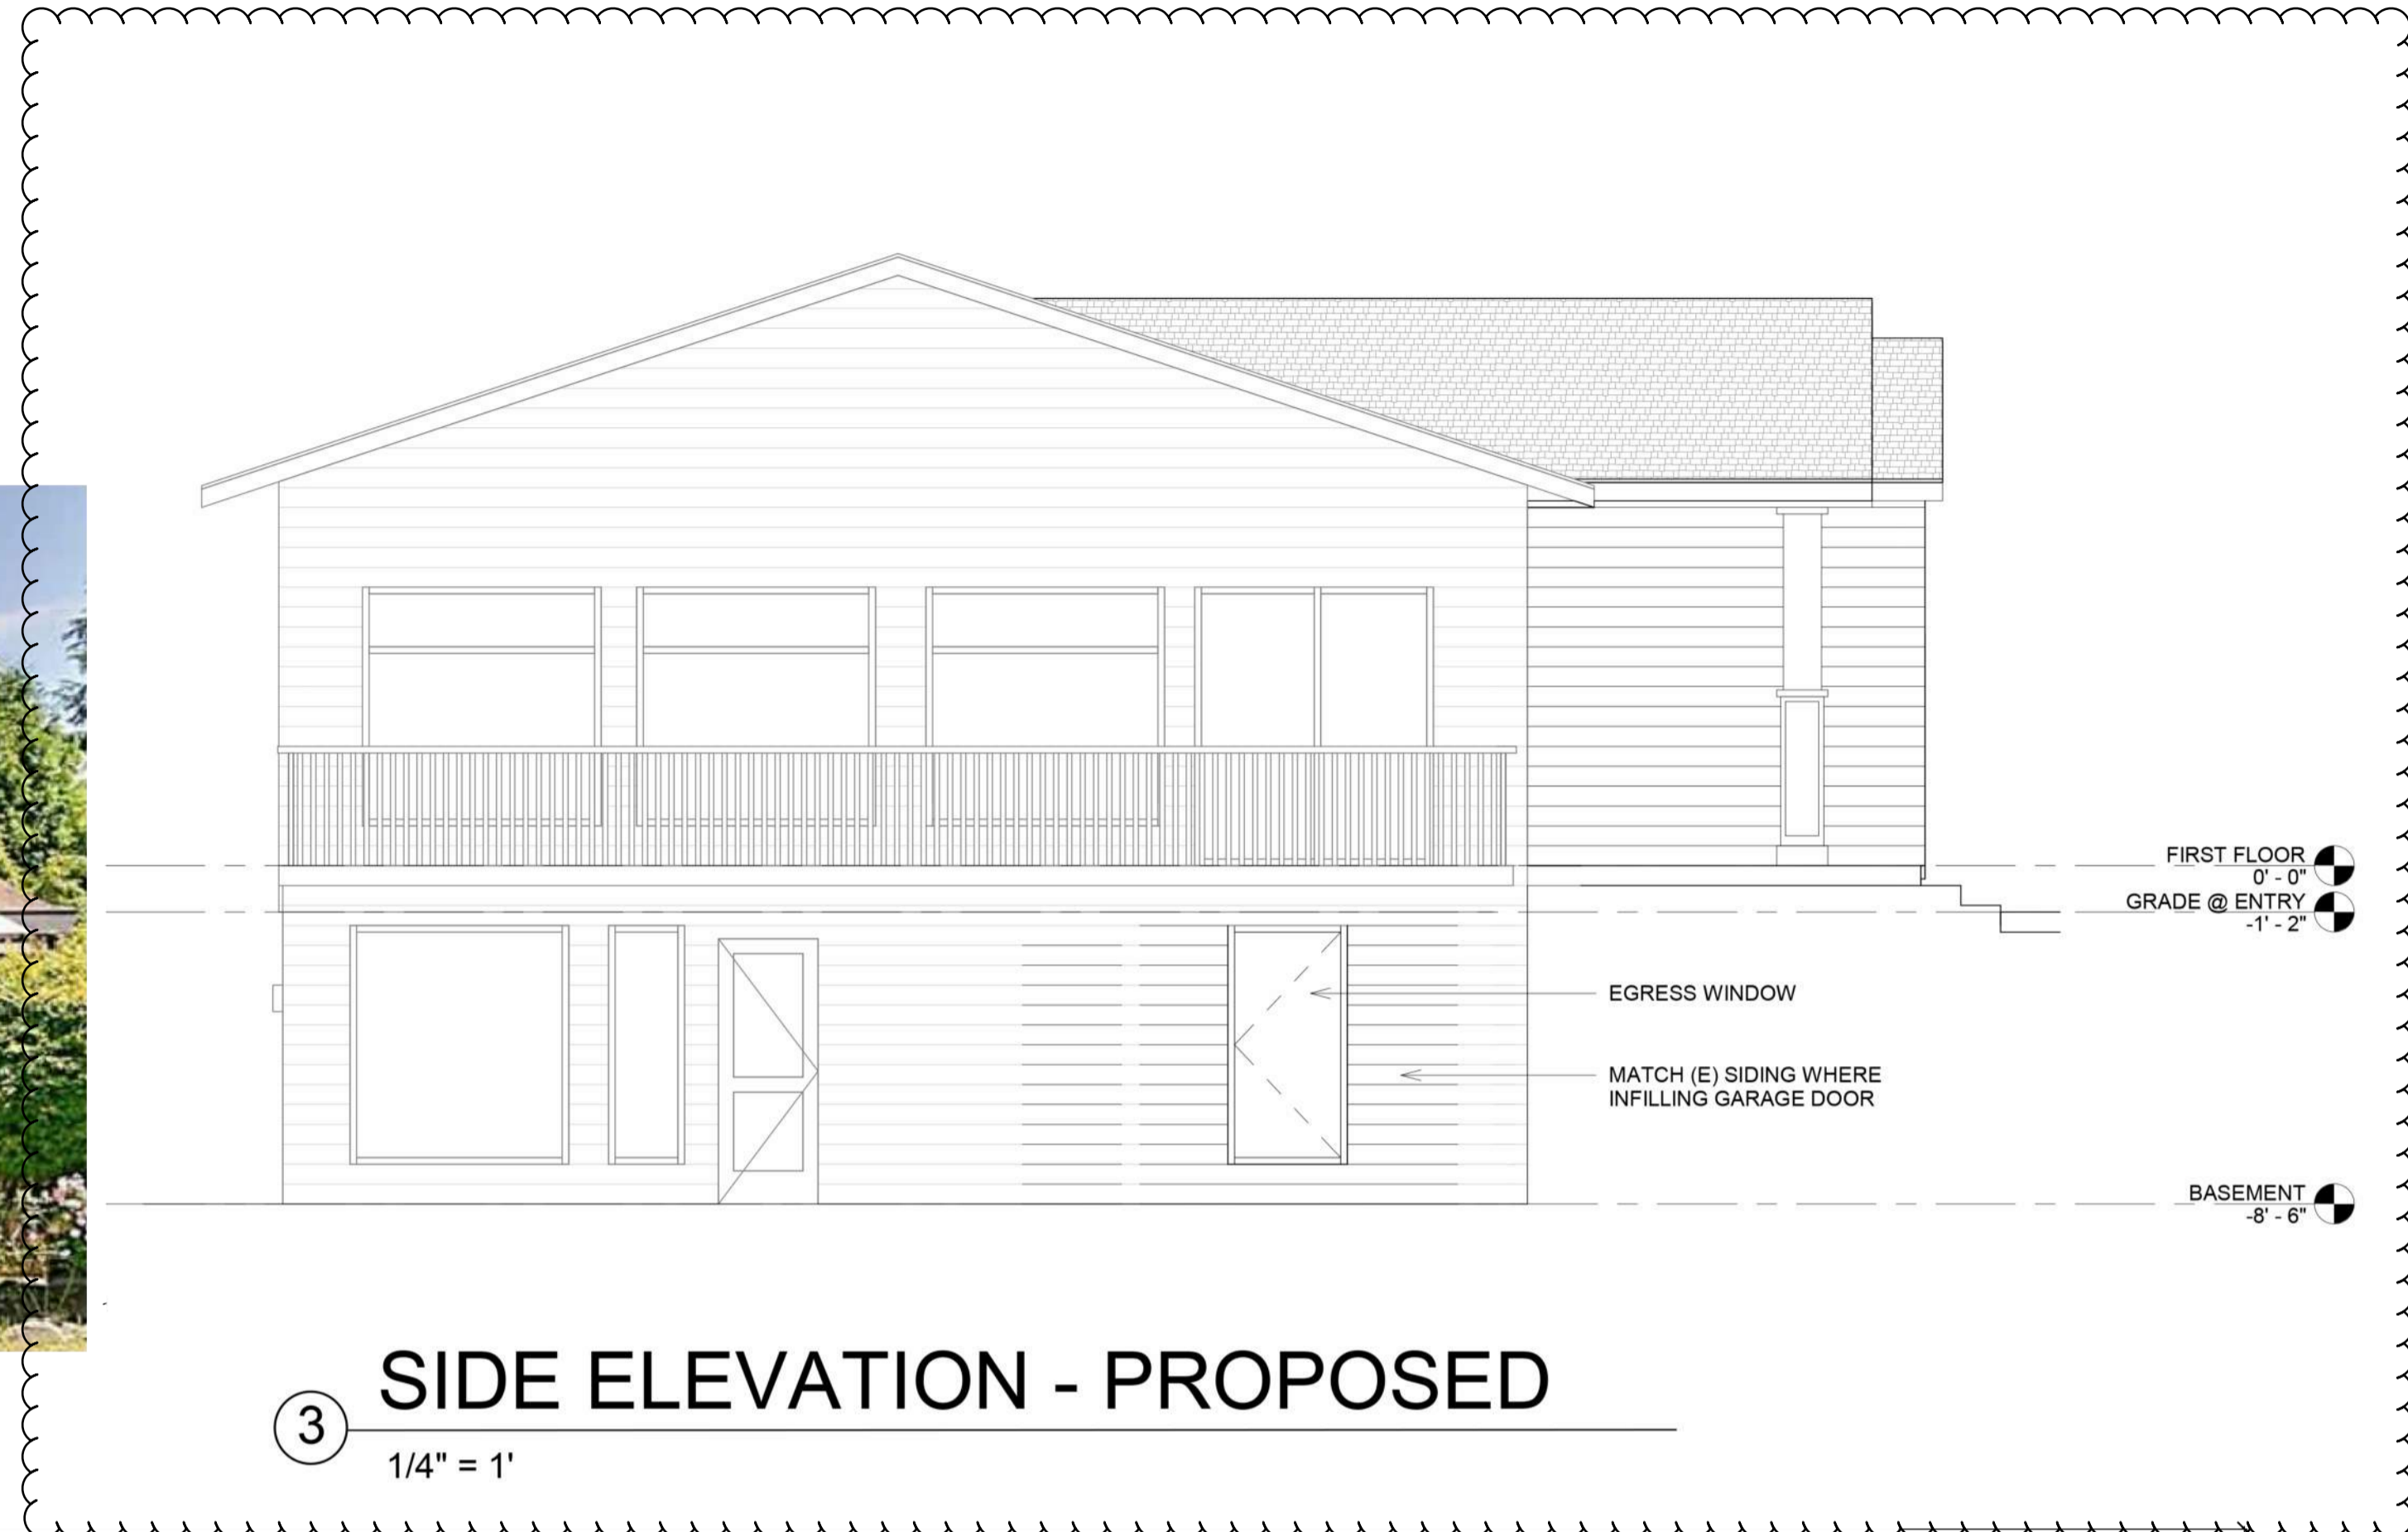 FIRST FLOOR
0' - 0"
GRADE @ ENTRY
-1' - 2"
EGRESS WINDOW
MATCH (E) SIDING WHERE
INFILLING GARAGE DOOR
BASEMENT
-8' - 6"
3 SIDE ELEVATION - PROPOSED
1/4" = 1'